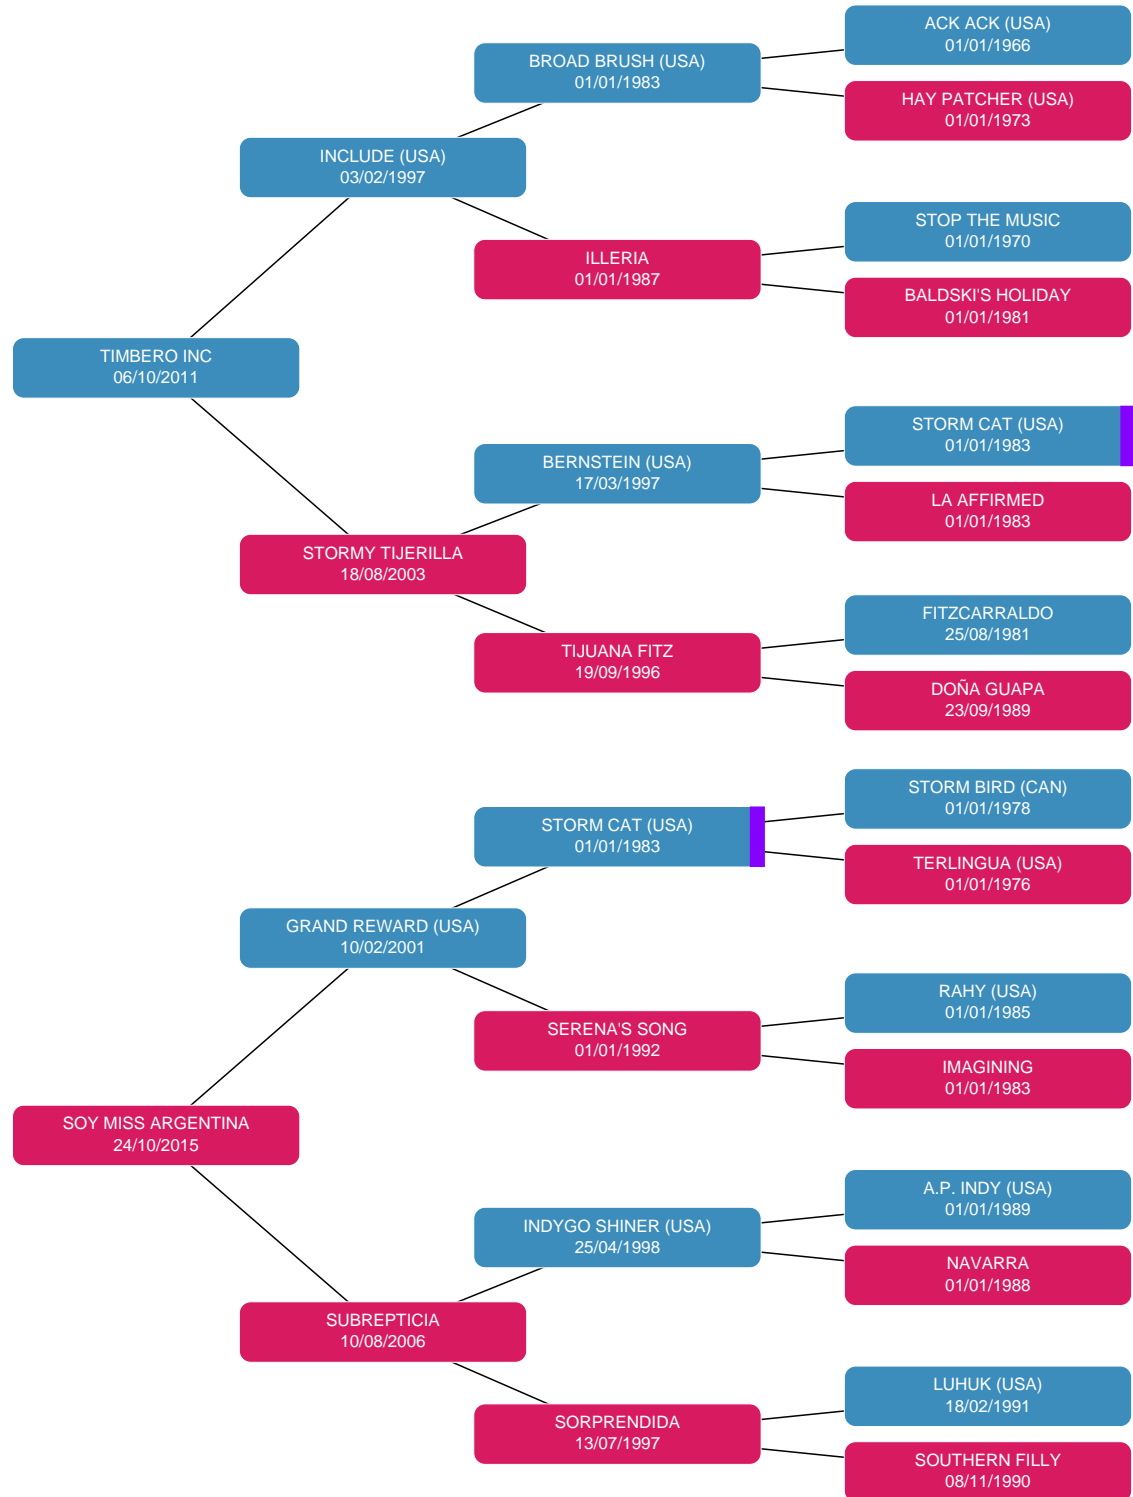 ACK ACK (USA)
01/01/1966
BROAD BRUSH (USA)
01/01/1983
HAY PATCHER (USA)
01/01/1973
INCLUDE (USA)
03/02/1997
STOP THE MUSIC
01/01/1970
ILLERIA
01/01/1987
BALDSKI'S HOLIDAY
01/01/1981
TIMBERO INC
06/10/2011
STORM CAT (USA)
01/01/1983
BERNSTEIN (USA)
17/03/1997
LA AFFIRMED
01/01/1983
STORMY TIJERILLA
18/08/2003
FITZCARRALDO
25/08/1981
TIJUANA FITZ
19/09/1996
DOÑA GUAPA
23/09/1989
STORM BIRD (CAN)
01/01/1978
STORM CAT (USA)
01/01/1983
TERLINGUA (USA)
01/01/1976
GRAND REWARD (USA)
10/02/2001
RAHY (USA)
01/01/1985
SERENA'S SONG
01/01/1992
IMAGINING
01/01/1983
SOY MISS ARGENTINA
24/10/2015
A.P. INDY (USA)
01/01/1989
INDYGO SHINER (USA)
25/04/1998
NAVARRA
01/01/1988
SUBREPTICIA
10/08/2006
LUHUK (USA)
18/02/1991
SORPRENDIDA
13/07/1997
SOUTHERN FILLY
08/11/1990